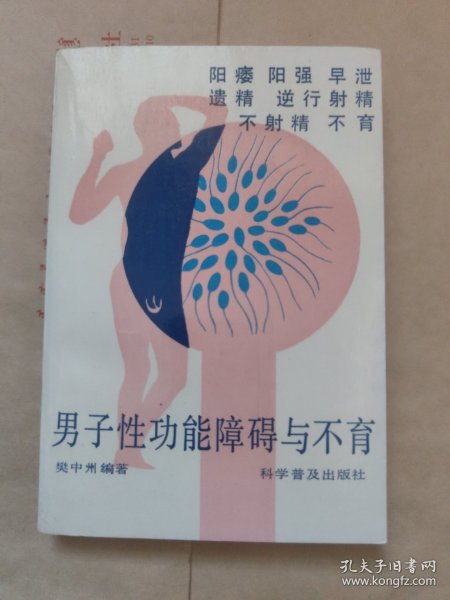 阳痿 阳强 早泄
遗精 逆行射精
不射精 不育
男子性功能障碍与不育
樊中州 编著
科学普及出版社
孔夫子旧书网
www.kongfz.com